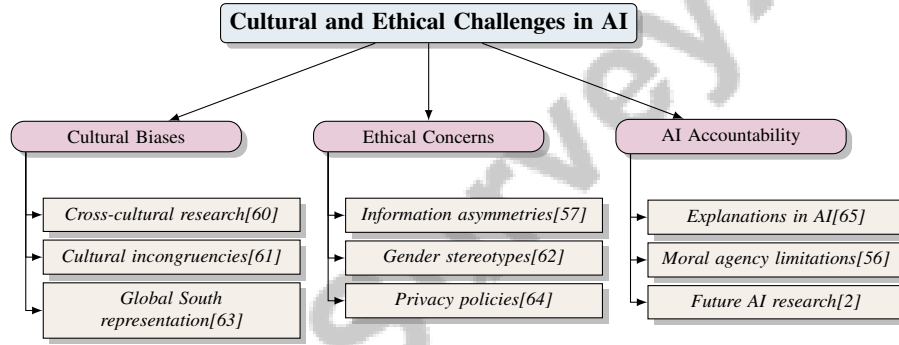 Cultural and Ethical Challenges in AI
Cultural Biases
Ethical Concerns
AI Accountability
Cross-cultural research[60]
Cultural incongruencies[61]
Global South
representation[63]
Information asymmetries[57]
Gender stereotypes[62]
Privacy policies[64]
Explanations in AI[65]
Moral agency limitations[56]
Future AI research[2]